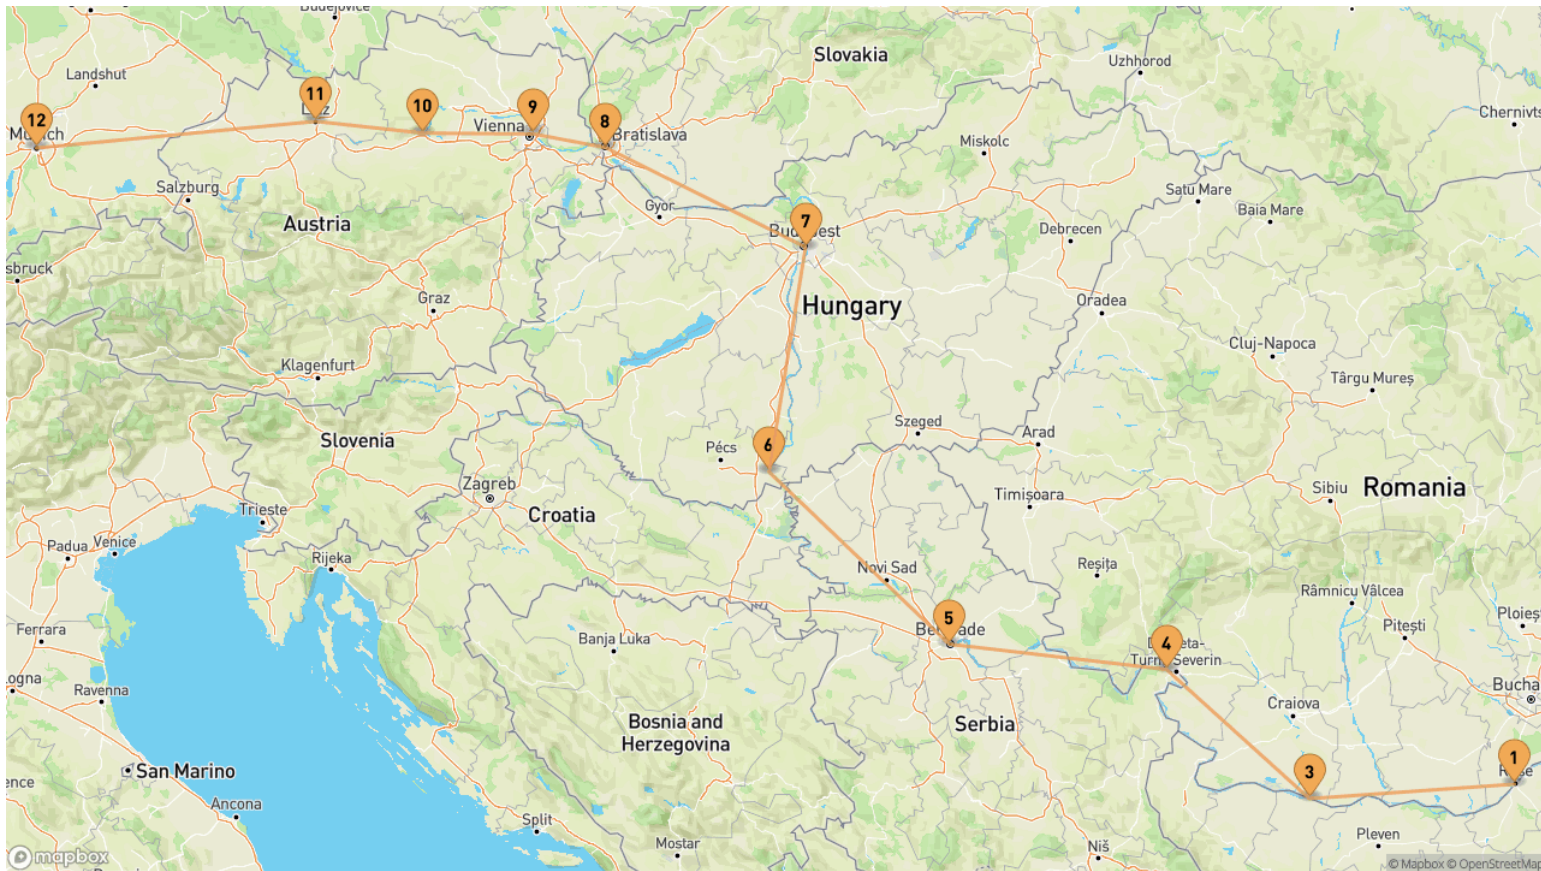 Budejovice
Slovakia
Uzhhorod
Landshut
12
11
10
9
8
Chernivts
Vienna
Bratislava
Miskolc
Salzburg
Satu Mare
Gyor
Baia Mare
Austria
7
Debrecen
sbruck
Graz
Hungary
Oradea
Cluj-Napoca
Klagenfurt
Târgu Mureș
Szeged
Arad
Slovenia
Pécs
6
Zagreb
Timișoara
Sibiu
Romania
Trieste
Croatia
Padua
Venice
Rijeka
Novi Sad
Reșița
Râmnicu Vâlcea
Ploieș
Ferrara
Banja Luka
5
Pitești
4
Turnu Severin
logna
Ravenna
Bucha
Craiova
Bosnia and
Herzegovina
Serbia
3
1
San Marino
ence
Ancona
Split
Pleven
Mostar
Niš
mapbox
© Mapbox © OpenStreetMap